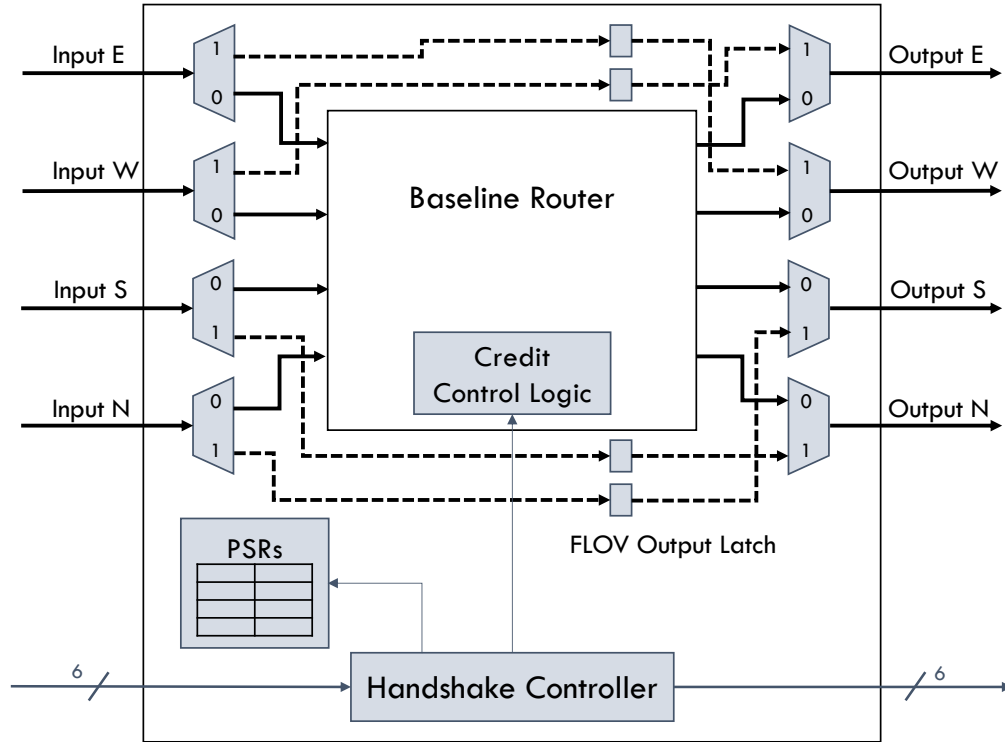 Input E
1
0
Input W
1
0
Input S
0
1
Input N
0
1
Baseline Router
Credit
Control Logic
1
0
Output E
1
0
Output W
0
1
Output S
0
1
Output N
FLOV Output Latch
PSRs
6
Handshake Controller
6